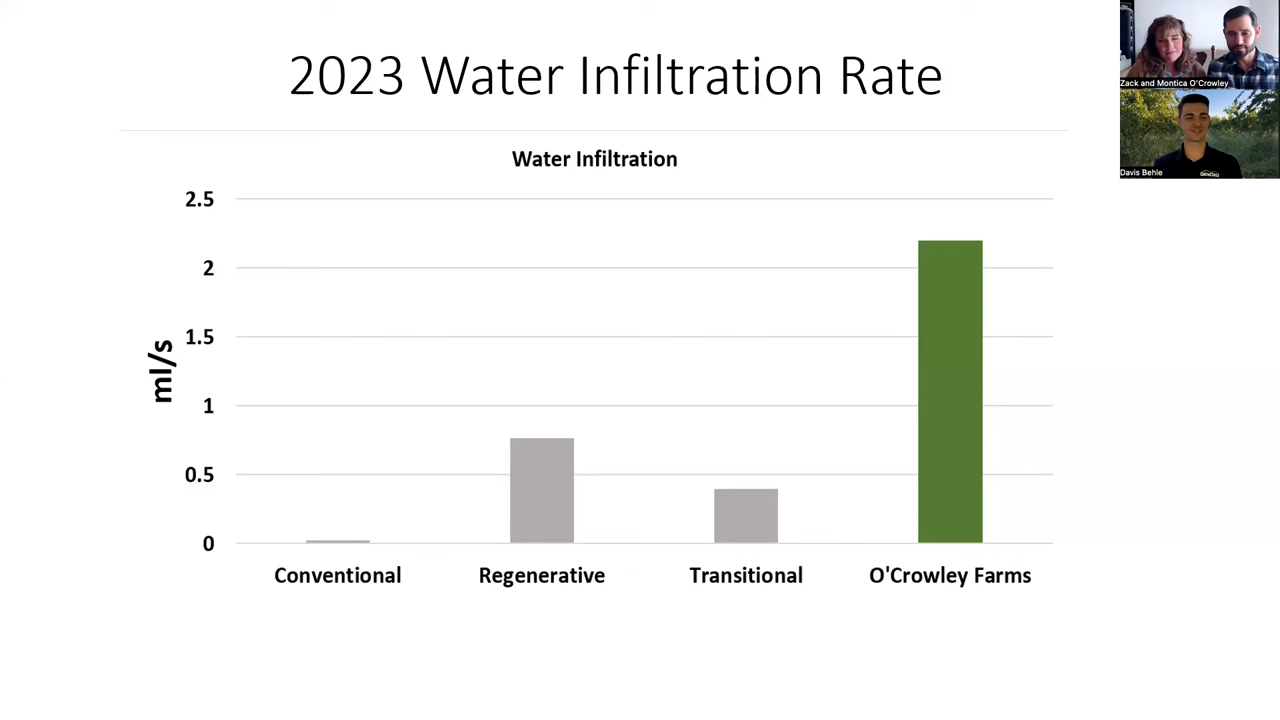 2023 Water Infiltration Rate
Water Infiltration
2.5
2
1.5
1
0.5
0
ml/s
Conventional
Regenerative
Transitional
O'Crowley Farms
Zack and Montica O'Crowley
Davis Behle